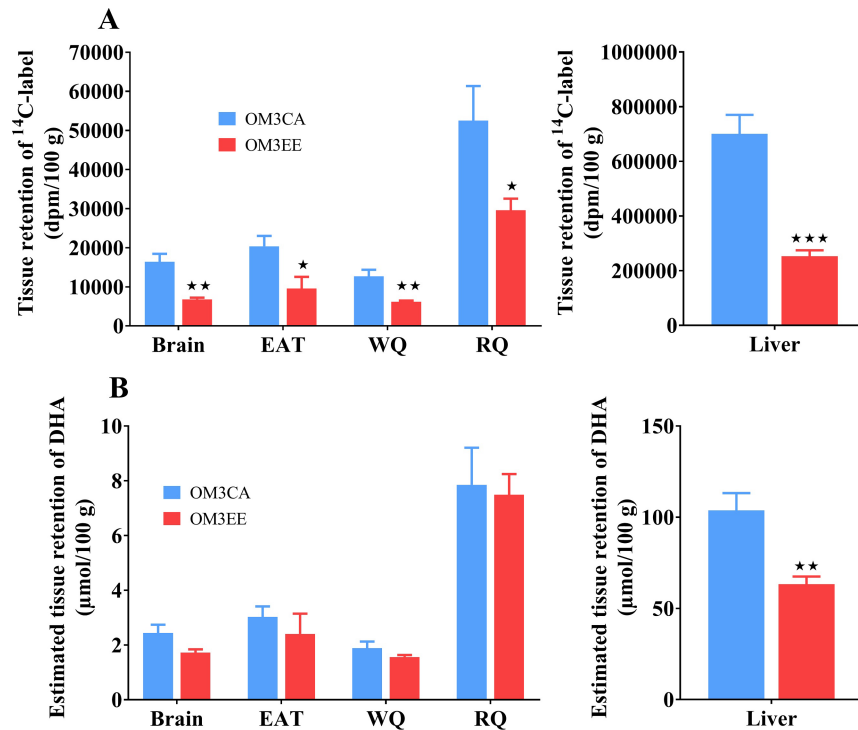 A
Tissue retention of ¹⁴C-label
(dpm/100 g)
70000
60000
50000
40000
30000
20000
10000
0
OM3CA
OM3EE
★★
★
★★
★
Brain EAT WQ RQ
Tissue retention of ¹⁴C-label
(dpm/100 g)
1000000
800000
600000
400000
200000
0
★★★
Liver
B
Estimated tissue retention of DHA
(µmol/100 g)
10
8
6
4
2
0
OM3CA
OM3EE
Brain EAT WQ RQ
Estimated tissue retention of DHA
(µmol/100 g)
150
100
50
0
★★
Liver